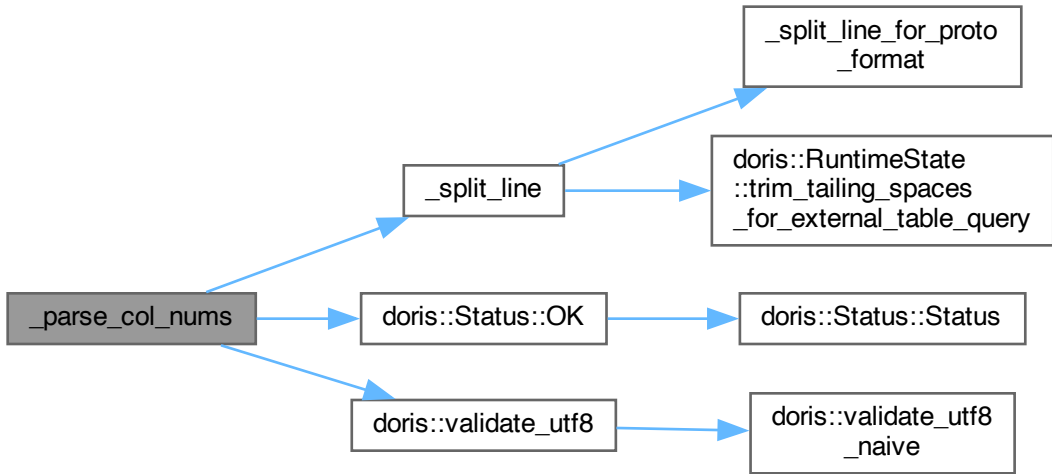 _parse_col_nums
_split_line
_split_line_for_proto
_format
doris::RuntimeState
::trim_tailing_spaces
_for_external_table_query
doris::Status::OK
doris::Status::Status
doris::validate_utf8
doris::validate_utf8
_naive